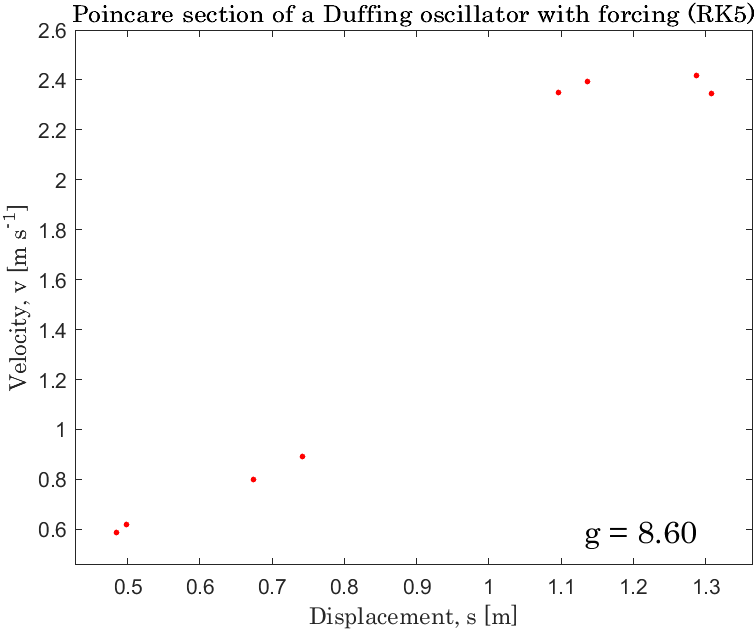 Poincare section of a Duffing oscillator with forcing (RK5)
2.6
2.4
2.2
2
1.8
1.6
1.4
1.2
1
0.8
0.6
Velocity, v [m s-1]
g = 8.60
0.5 0.6 0.7 0.8 0.9 1 1.1 1.2 1.3
Displacement, s [m]